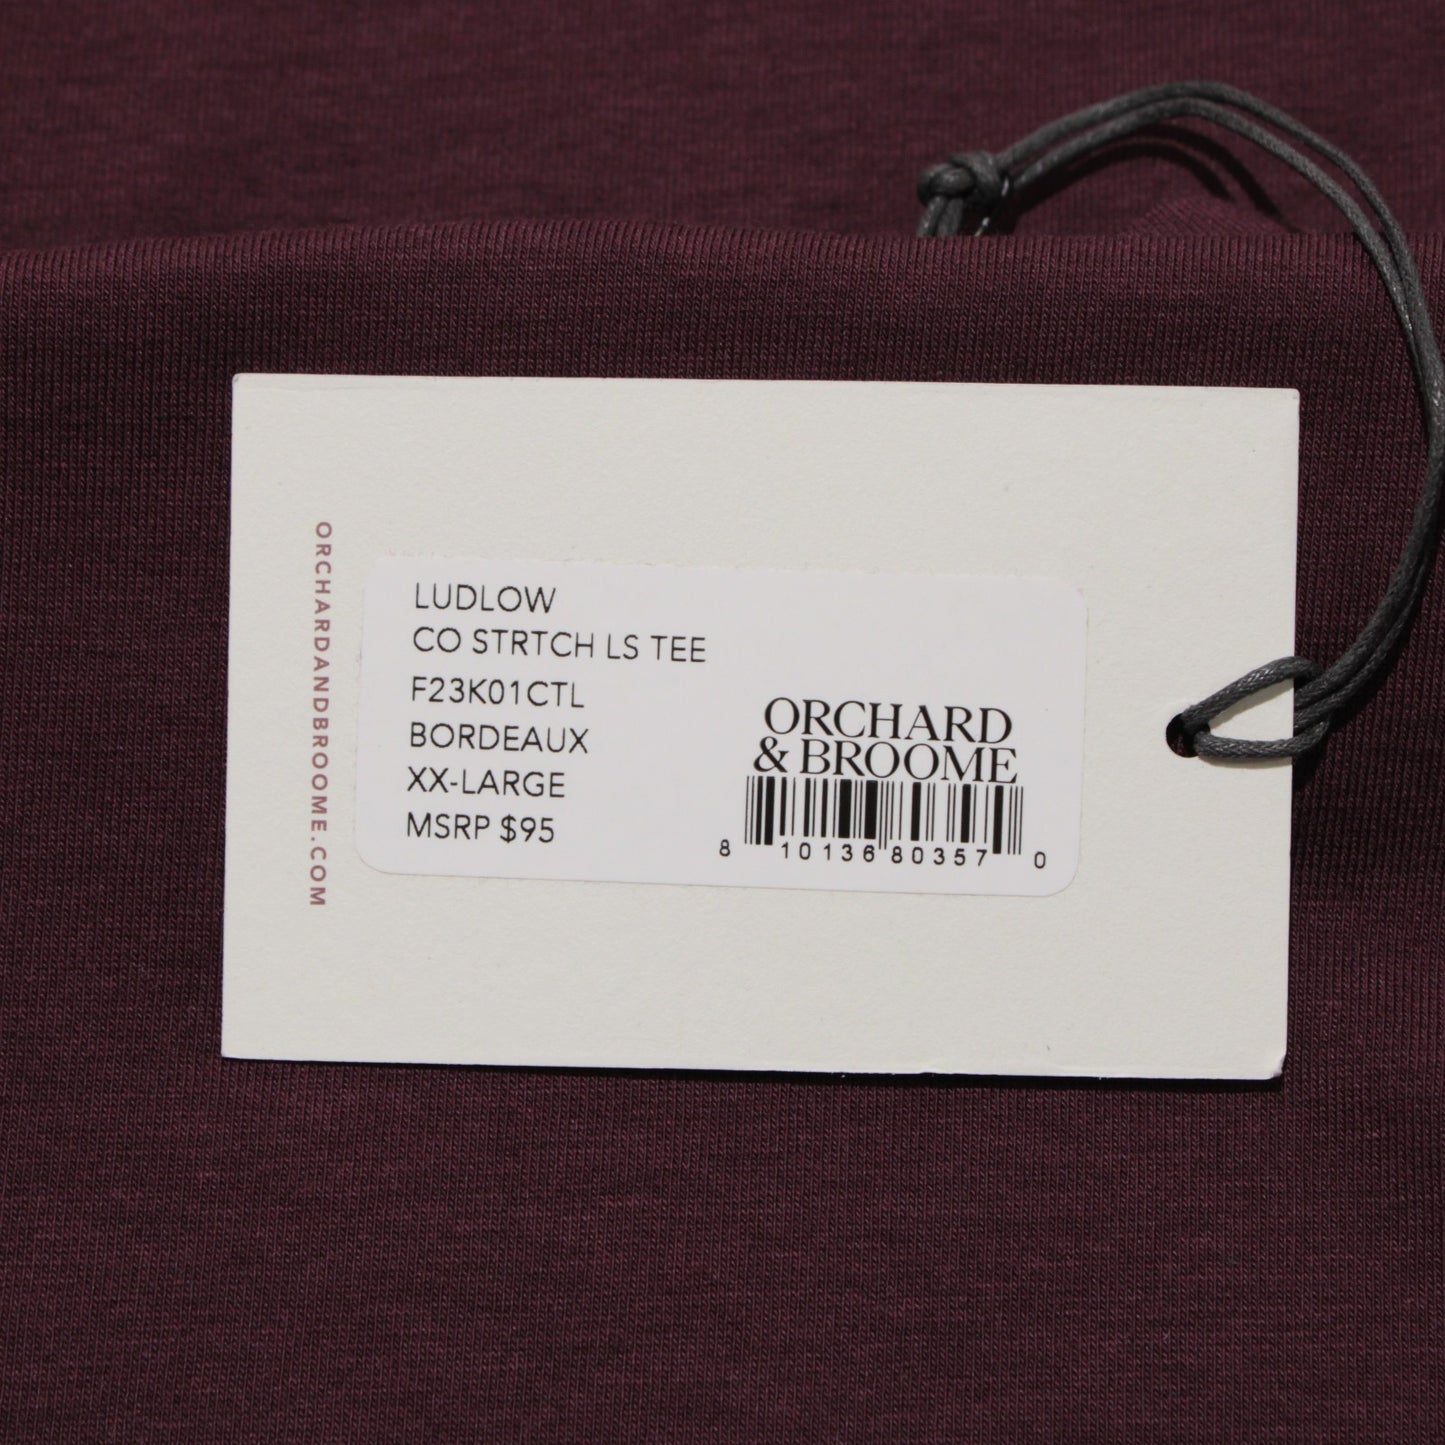 ORCHARDANDBROOME.COM
LUDLOW
CO STRTCH LS TEE
F23K01CTL
BORDEAUX
XX-LARGE
MSRP $95
ORCHARD
& BROOME
8 10136 80357 0